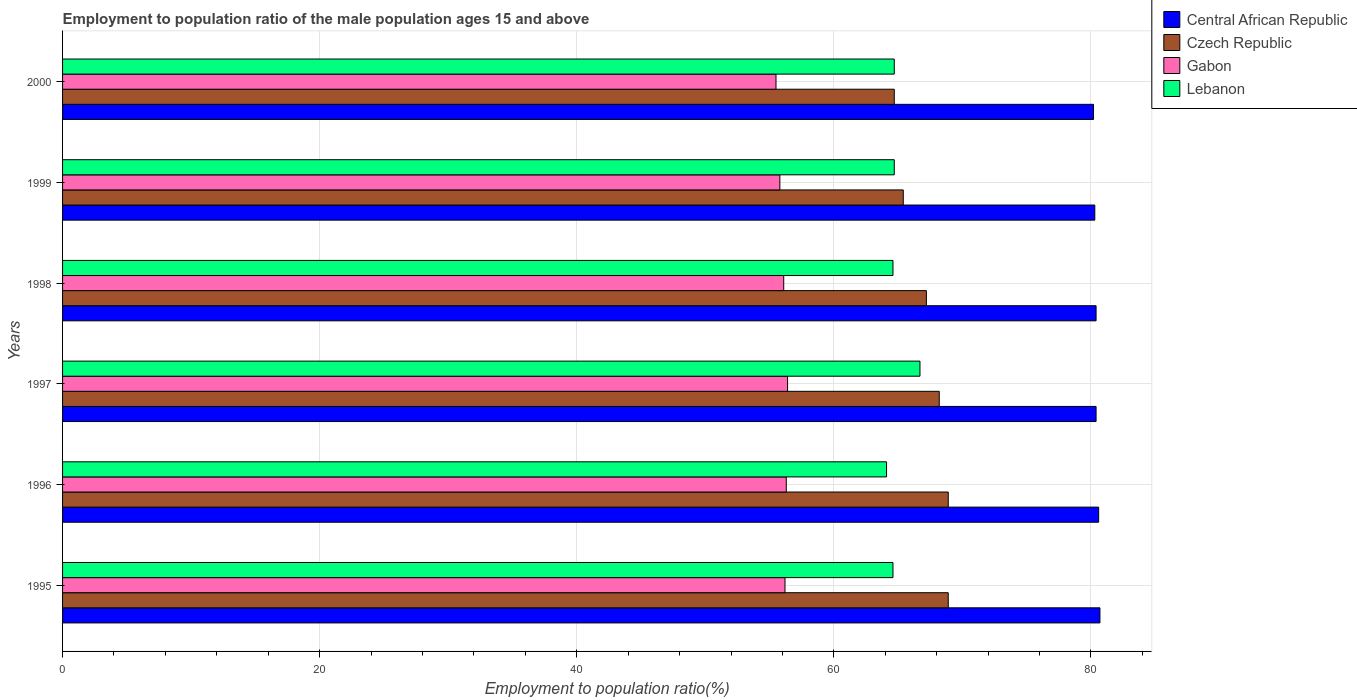 Employment to population ratio of the male population ages 15 and above
Central African Republic
Czech Republic
Gabon
Lebanon
2000
1999
1998
1997
1996
1995
Years
0
20
40
60
80
Employment to population ratio(%)